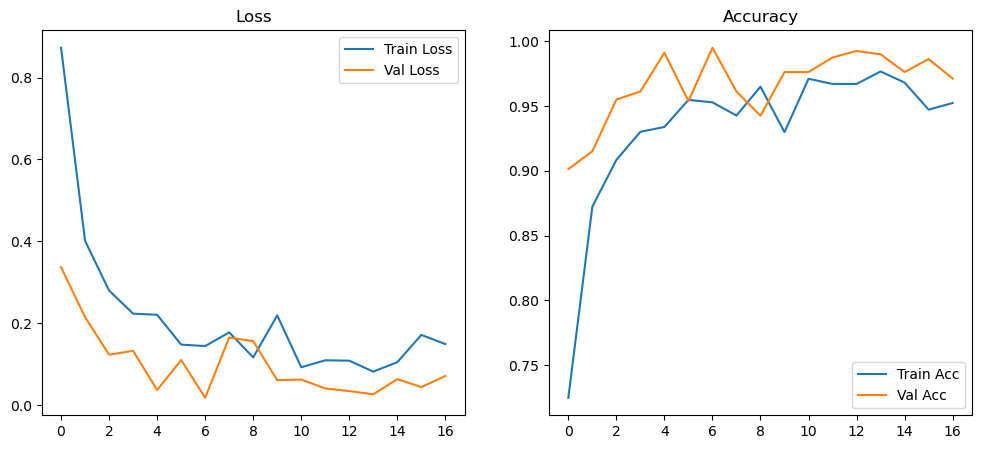 Loss
Train Loss
Val Loss
0.8
0.6
0.4
0.2
0.0
0 2 4 6 8 10 12 14 16
Accuracy
1.00
0.95
0.90
0.85
0.80
0.75
Train Acc
Val Acc
0 2 4 6 8 10 12 14 16